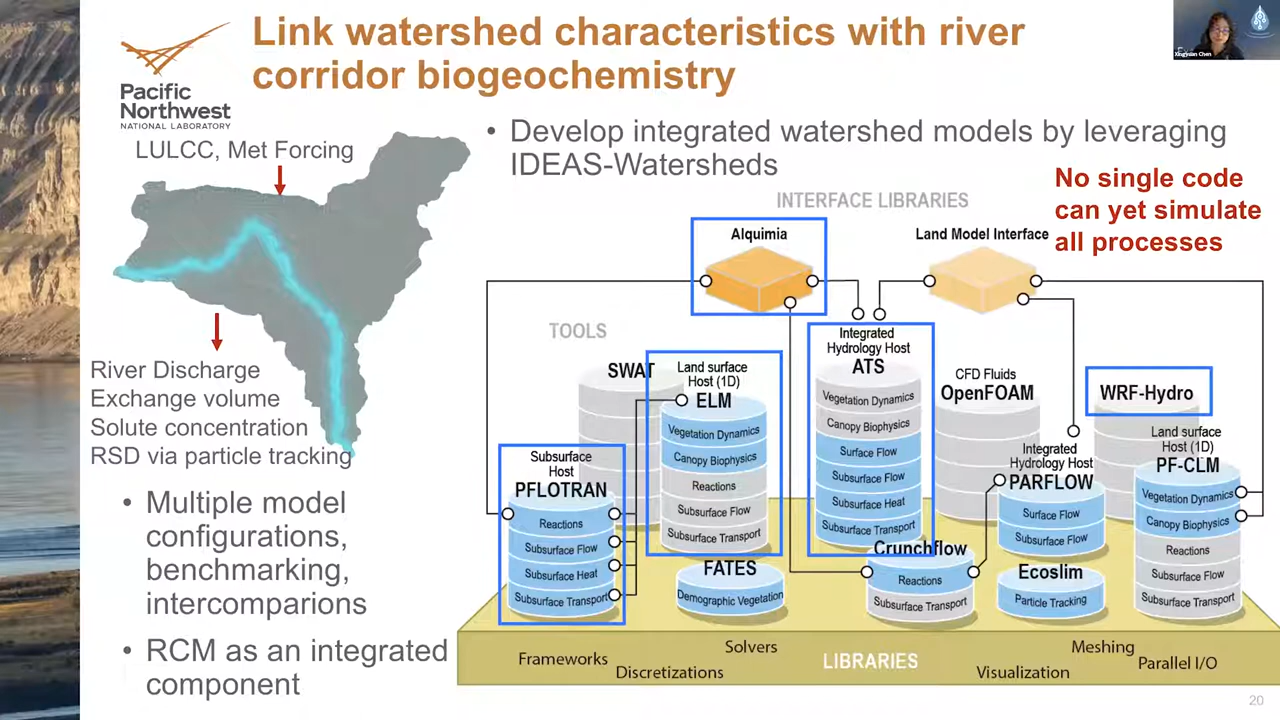 Link watershed characteristics with river
corridor biogeochemistry
Pacific
Northwest
NATIONAL LABORATORY
Xingyuan Chen
LULCC, Met Forcing
River Discharge
Exchange volume
Solute concentration
RSD via particle tracking
• Multiple model
configurations,
benchmarking,
intercomparions
• RCM as an integrated
component
• Develop integrated watershed models by leveraging
IDEAS-Watersheds
No single code
can yet simulate
all processes
INTERFACE LIBRARIES
Alquimia
Land Model Interface
TOOLS
SWAT
Land surface
Host (1D)
ELM
Vegetation Dynamics
Canopy Biophysics
Reactions
Subsurface Flow
Subsurface Transport
Integrated
Hydrology Host
ATS
Vegetation Dynamics
Canopy Biophysics
Surface Flow
Subsurface Flow
Subsurface Heat
Subsurface Transport
CFD Fluids
OpenFOAM
WRF-Hydro
Subsurface
Host
PFLOTRAN
Reactions
Subsurface Flow
Subsurface Heat
Subsurface Transport
Integrated
Hydrology Host
PARFLOW
Surface Flow
Subsurface Flow
Land surface
Host (1D)
PF-CLM
Vegetation Dynamics
Canopy Biophysics
Reactions
Subsurface Flow
Subsurface Transport
FATES
Demographic Vegetation
Crunchflow
Reactions
Subsurface Transport
Ecoslim
Particle Tracking
Frameworks
Discretizations
Solvers
LIBRARIES
Visualization
Meshing
Parallel I/O
20